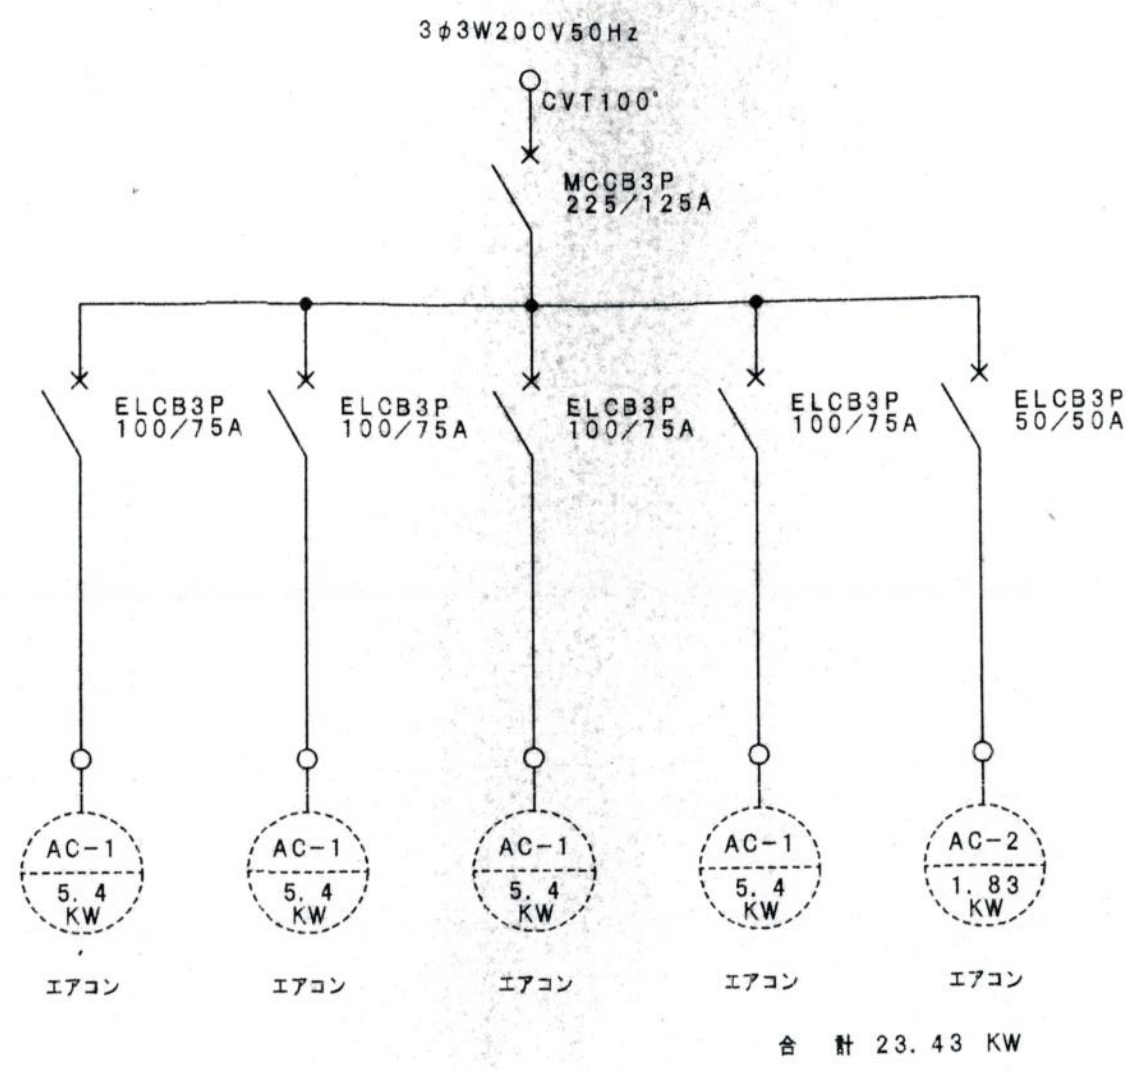 3φ3W200V50Hz
CVT100°
MCCB3P
225/125A
ELCB3P
100/75A
ELCB3P
100/75A
ELCB3P
100/75A
ELCB3P
100/75A
ELCB3P
50/50A
AC-1
5.4
KW
AC-1
5.4
KW
AC-1
5.4
KW
AC-1
5.4
KW
AC-2
1.83
KW
エアコン
エアコン
エアコン
エアコン
エアコン
合 計 23.43 KW